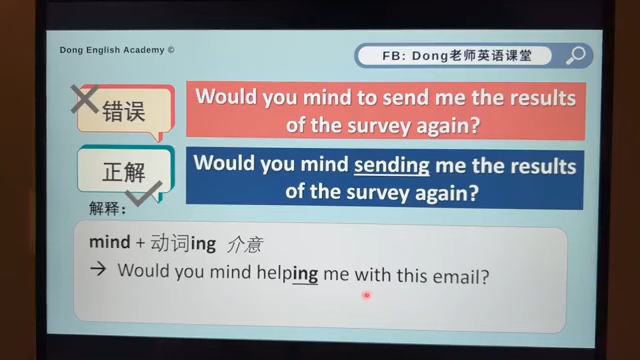 Dong English Academy ©
FB: Dong老师英语课堂
错误
Would you mind to send me the results
of the survey again?
正解
Would you mind sending me the results
of the survey again?
解释：
mind + 动词ing 介意
→ Would you mind helping me with this email?